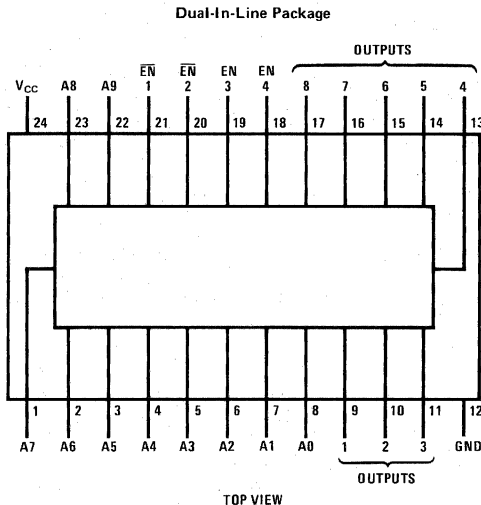 Dual-In-Line Package
OUTPUTS
V_CC A8 A9 E̅N̅ 1 E̅N̅ 2 EN 3 EN 4 8 7 6 5 4
24 23 22 21 20 19 18 17 16 15 14 13
1 2 3 4 5 6 7 8 9 10 11 12
A7 A6 A5 A4 A3 A2 A1 A0 1 2 3 GND
OUTPUTS
TOP VIEW